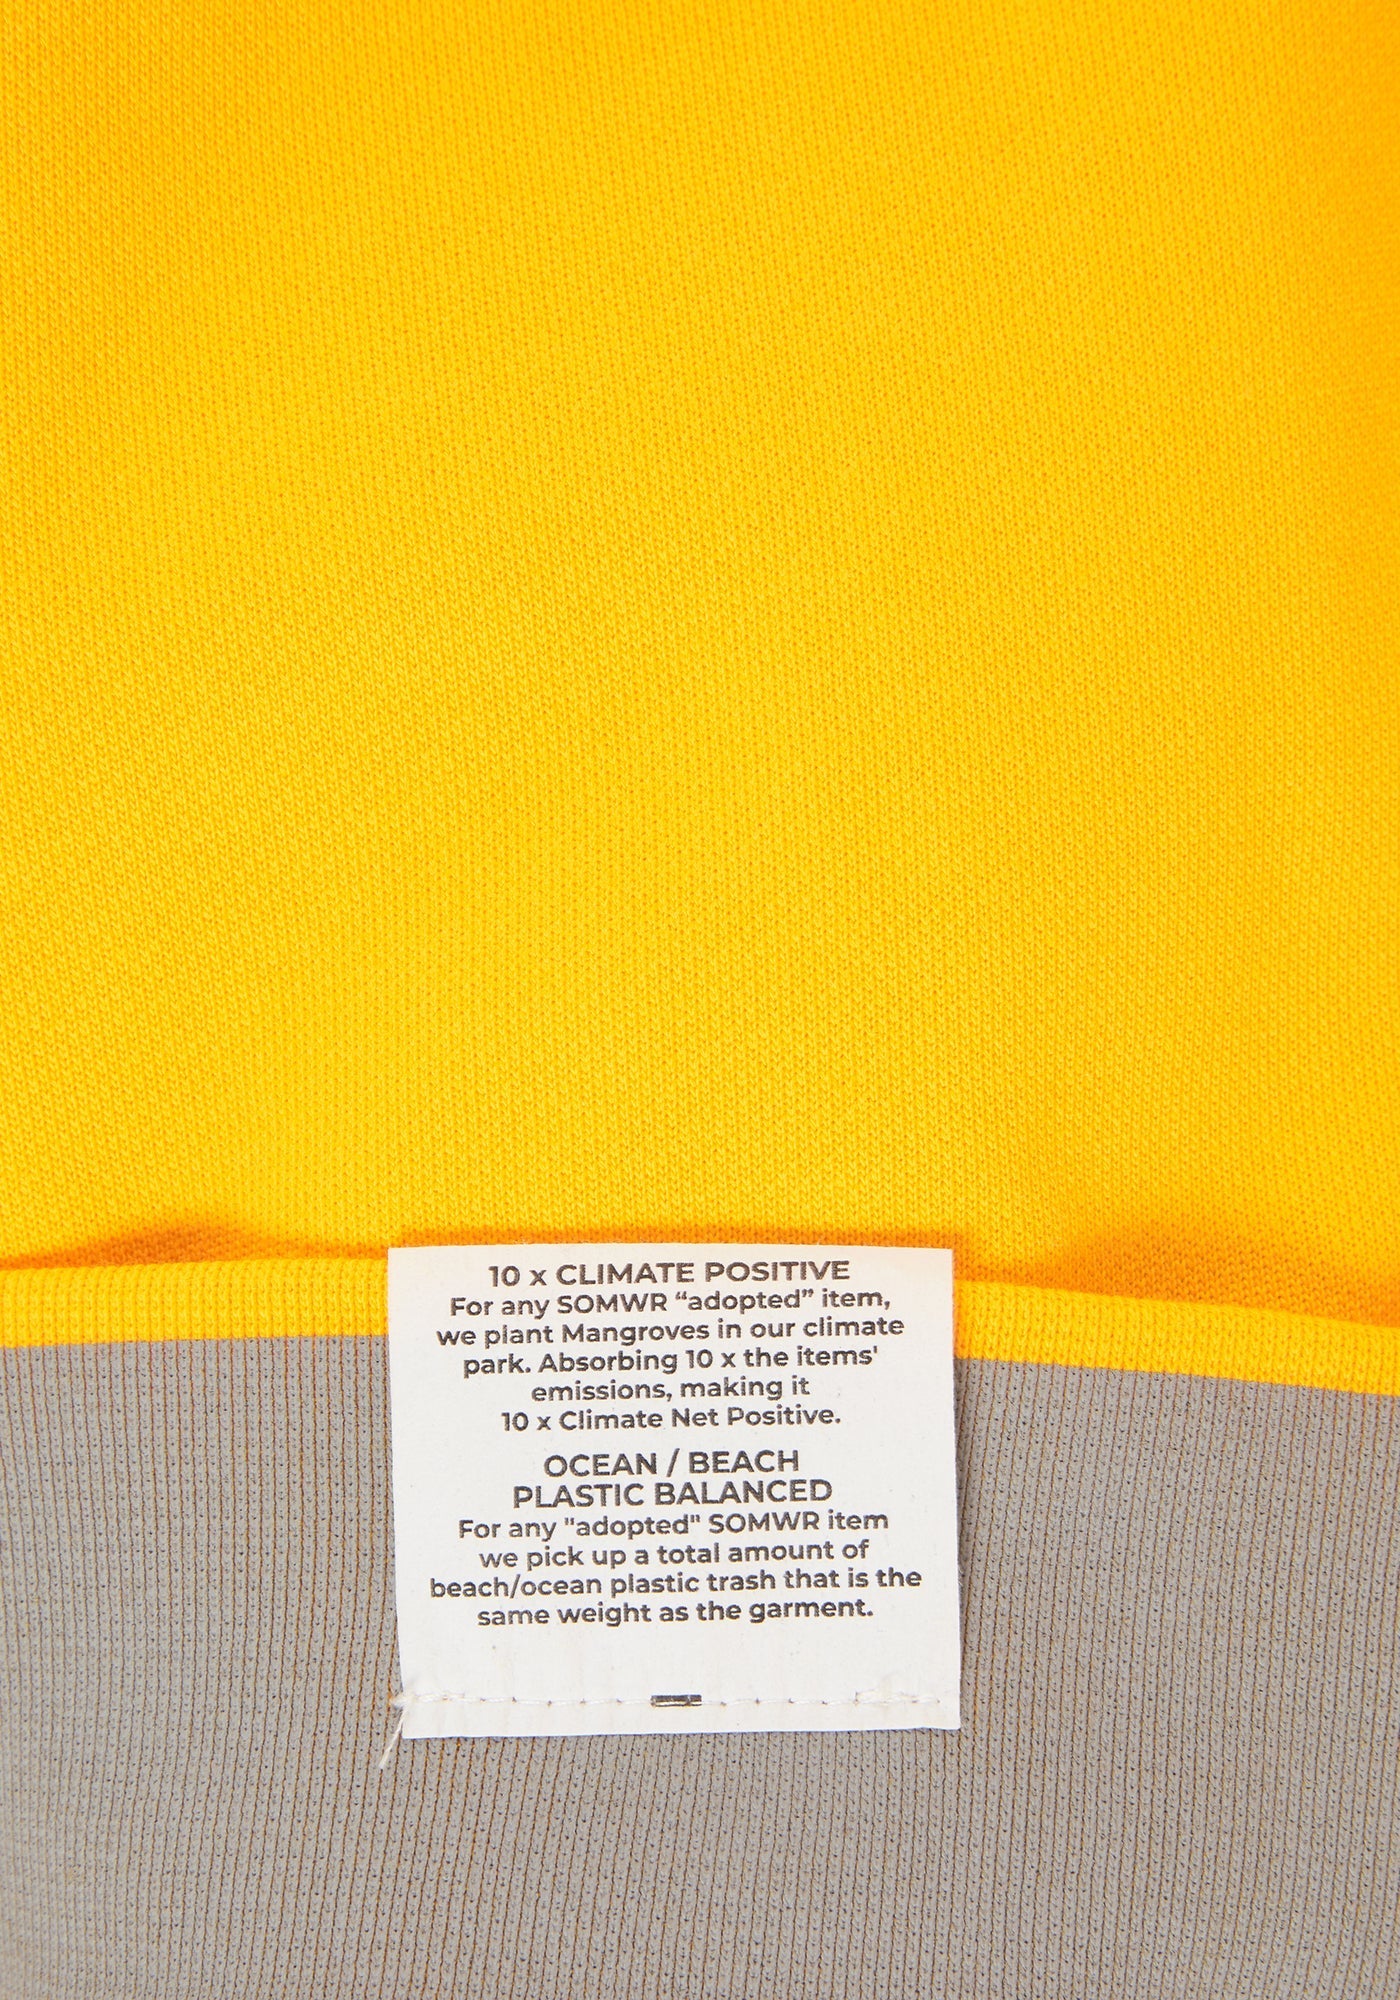 10 x CLIMATE POSITIVE
For any SOMWR “adopted” item,
we plant Mangroves in our climate
park. Absorbing 10 x the items'
emissions, making it
10 x Climate Net Positive.
OCEAN / BEACH
PLASTIC BALANCED
For any "adopted" SOMWR item
we pick up a total amount of
beach/ocean plastic trash that is the
same weight as the garment.